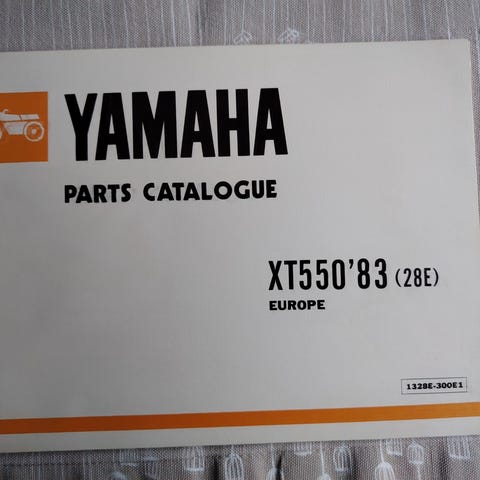 YAMAHA
PARTS CATALOGUE
XT550'83 (28E)
EUROPE
1328E-300E1